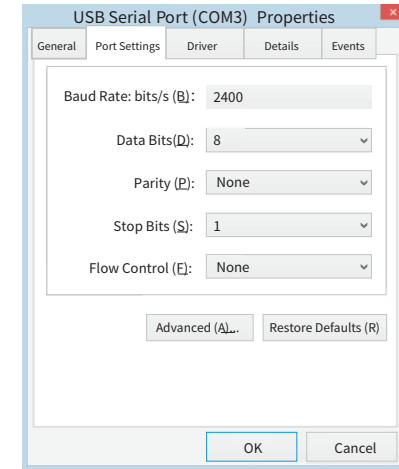 USB Serial Port (COM3) Properties ×
General Port Settings Driver Details Events
Baud Rate: bits/s (B): 2400
Data Bits(D): 8
Parity (P): None
Stop Bits (S): 1
Flow Control (F): None
Advanced (A)... Restore Defaults (R)
OK Cancel